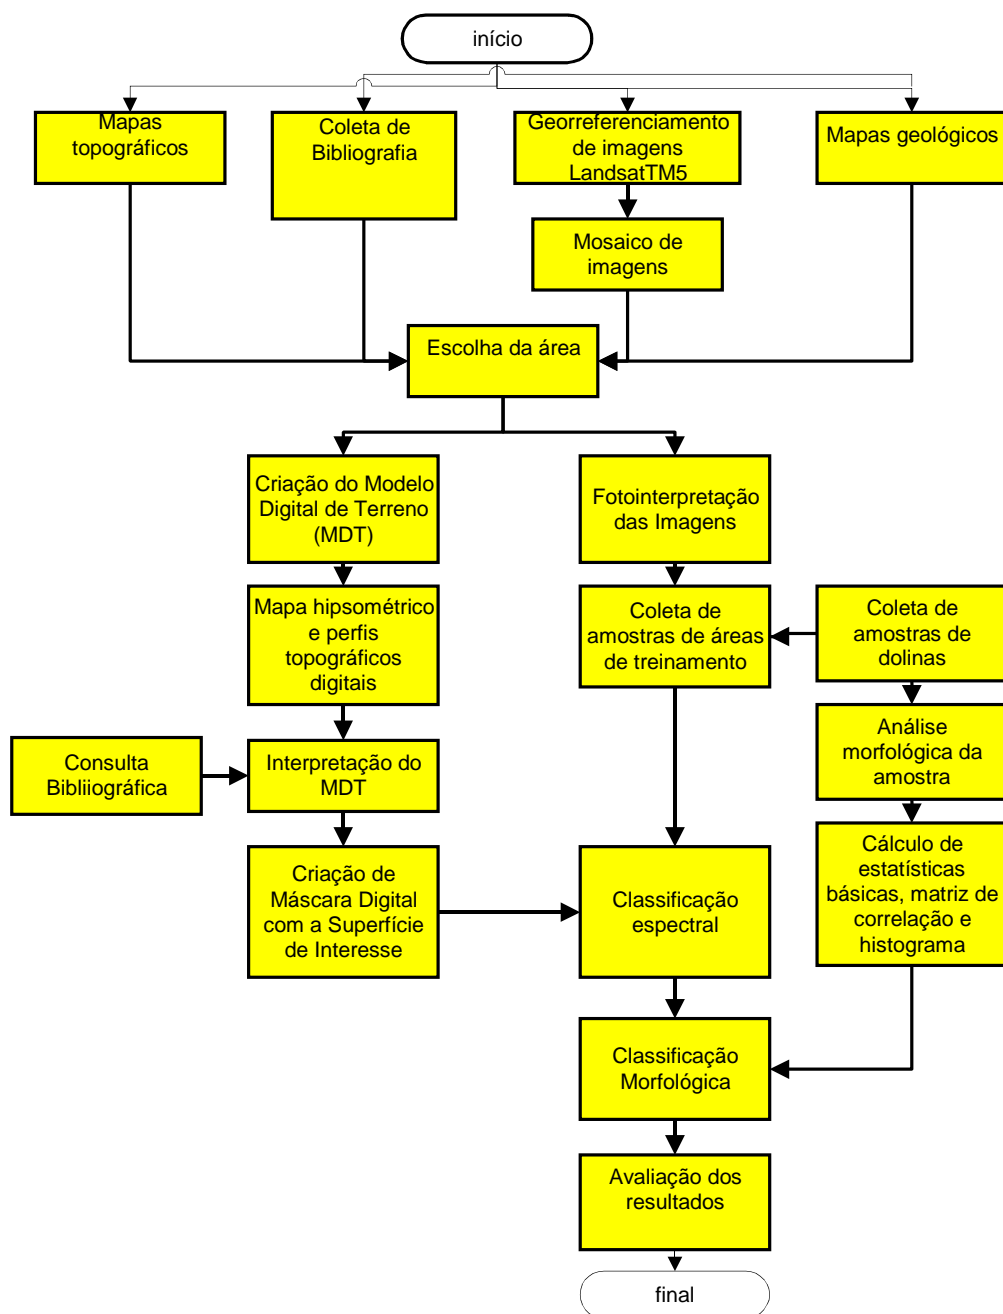 início
Mapas
topográficos
Coleta de
Bibliografia
Georreferenciamento
de imagens
LandsatTM5
Mapas geológicos
Mosaico de
imagens
Escolha da área
Criação do Modelo
Digital de Terreno
(MDT)
Fotointerpretação
das Imagens
Mapa hipsométrico
e perfis
topográficos
digitais
Coleta de
amostras de áreas
de treinamento
Coleta de
amostras de
dolinas
Consulta
Bibliiográfica
Interpretação do
MDT
Análise
morfológica da
amostra
Criação de
Máscara Digital
com a Superfície
de Interesse
Classificação
espectral
Cálculo de
estatísticas
básicas, matriz de
correlação e
histograma
Classificação
Morfológica
Avaliação dos
resultados
final